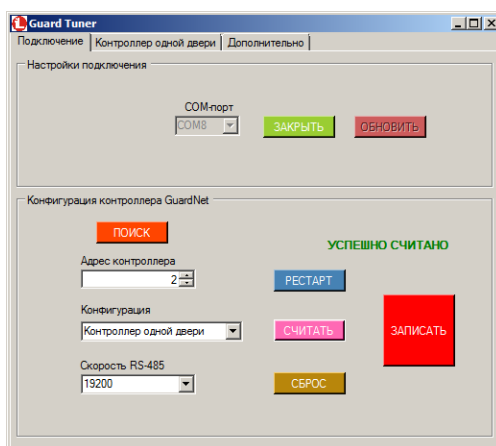 Guard Tuner
Подключение Контроллер одной двери Дополнительно
Настройки подключения
COM-порт
COM8 ЗАКРЫТЬ ОБНОВИТЬ
Конфигурация контроллера GuardNet
ПОИСК
УСПЕШНО СЧИТАНО
Адрес контроллера
2 РЕСТАРТ
Конфигурация
Контроллер одной двери СЧИТАТЬ ЗАПИСАТЬ
Скорость RS-485
19200 СБРОС